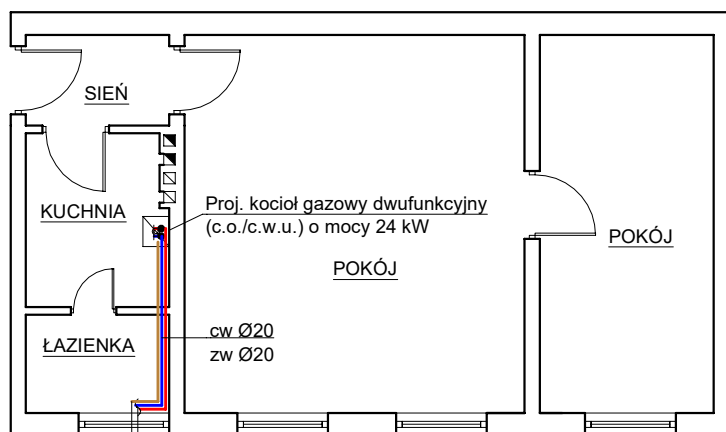 SIEŃ
KUCHNIA
Proj. kocioł gazowy dwufunkcyjny
(c.o./c.w.u.) o mocy 24 kW
POKÓJ
POKÓJ
ŁAZIENKA
cw Ø20
zw Ø20